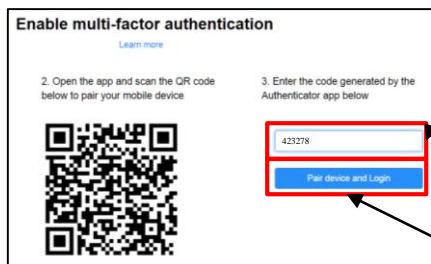 Enable multi-factor authentication
Learn more
2. Open the app and scan the QR code
below to pair your mobile device
3. Enter the code generated by the
Authenticator app below
423278
Pair device and Login